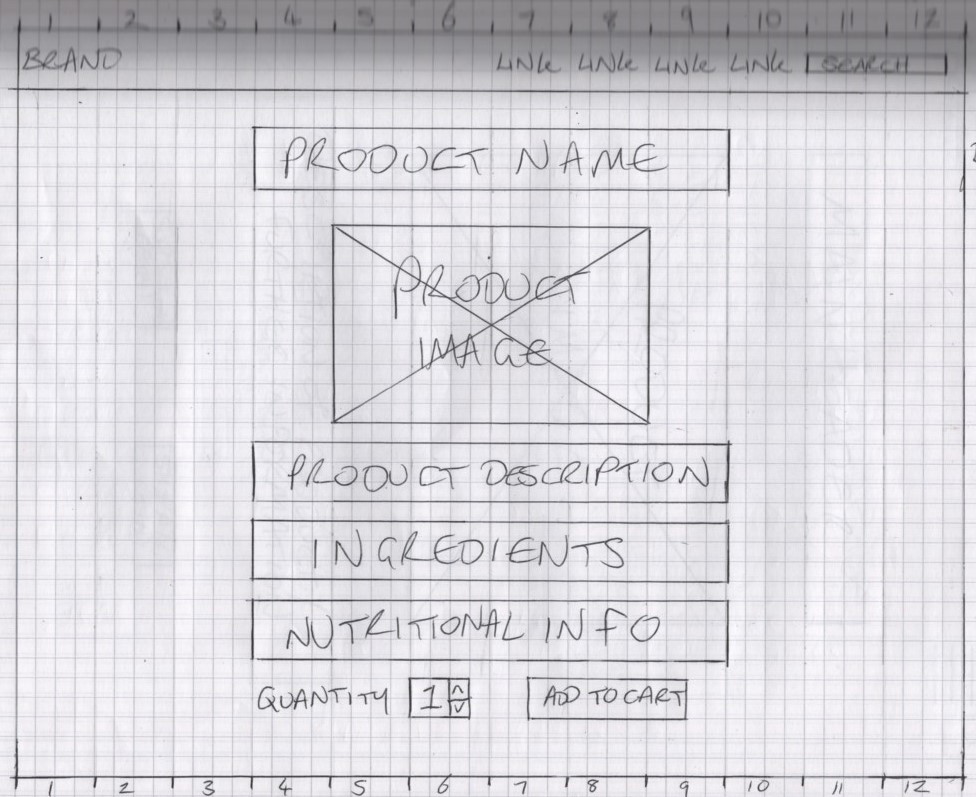 1 2 3 4 5 6 7 8 9 10 11 12
BRAND LINK LINK LINK LINK SEARCH
PRODUCT NAME
PRODUCT
IMAGE
PRODUCT DESCRIPTION
INGREDIENTS
NUTRITIONAL INFO
QUANTITY 1 ADD TO CART
1 2 3 4 5 6 7 8 9 10 11 12